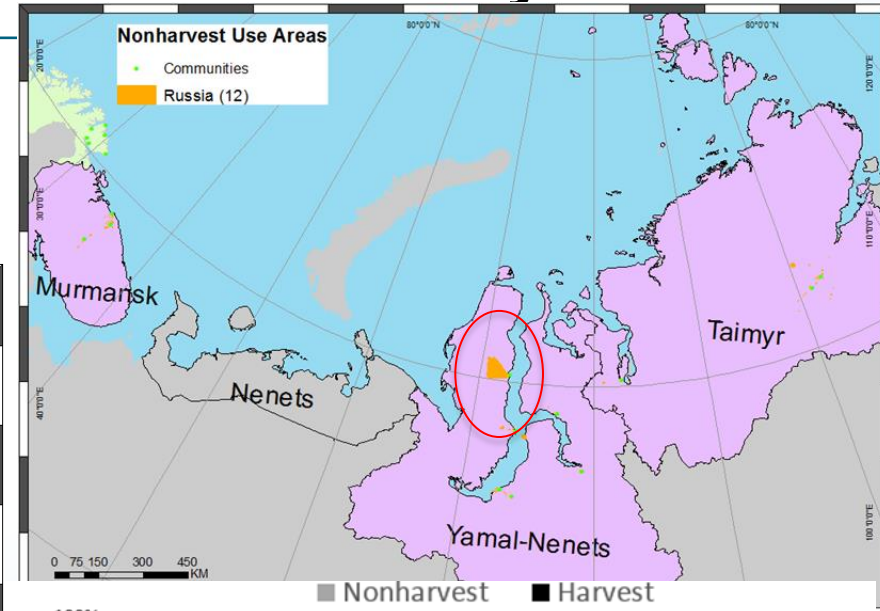 80°0'0"N
80°0'0"N
Nonharvest Use Areas
Communities
Russia (12)
20°0'0"E
120°0'0"E
30°0'0"E
110°0'0"E
Murmansk
Taimyr
Nenets
40°0'0"E
100°0'0"E
Yamal-Nenets
0 75 150 300 450
KM
Nonharvest Harvest